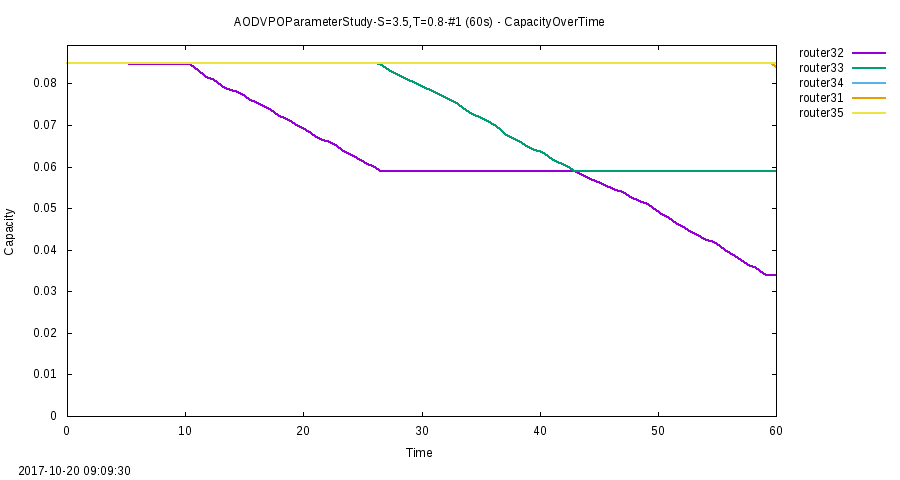 AODVPOParameterStudy-S=3.5,T=0.8-#1 (60s) - CapacityOverTime
router32
router33
router34
router31
router35
0.08
0.07
0.06
0.05
0.04
0.03
0.02
0.01
0
Capacity
0 10 20 30 40 50 60
Time
2017-10-20 09:09:30